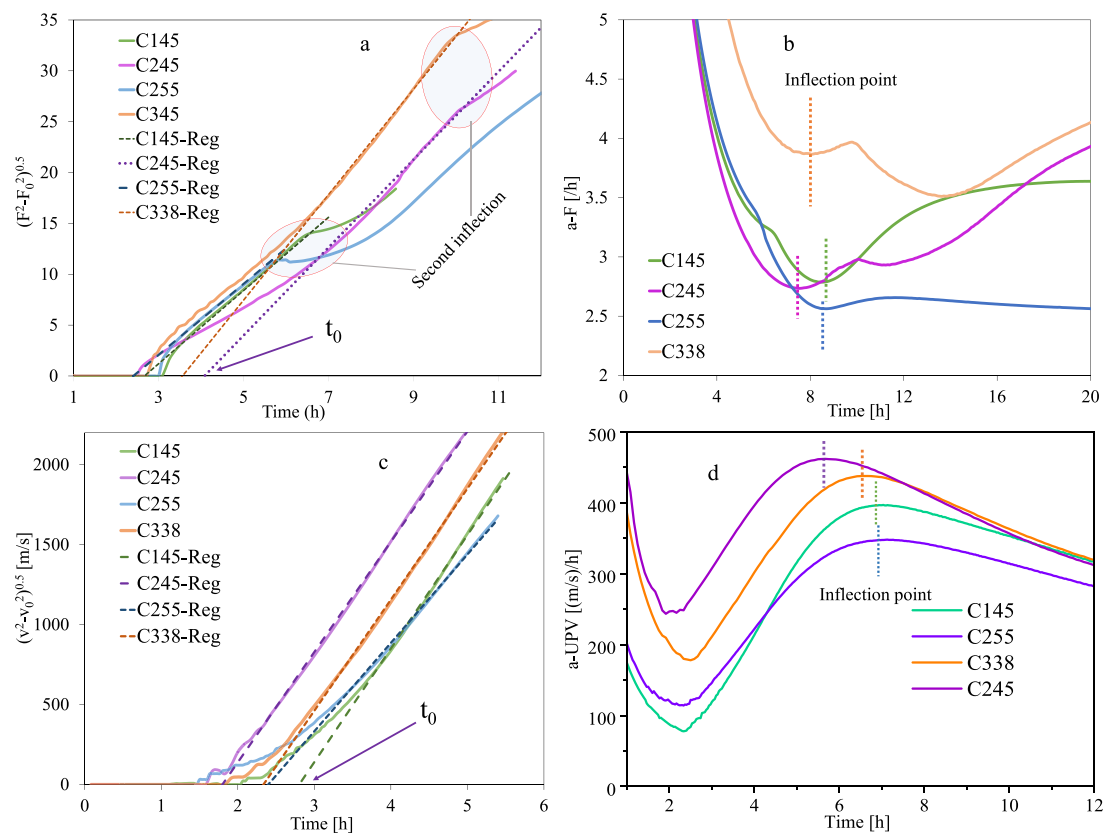 a
35
30
25
20
15
10
5
0
(F²-F₀²)^0.5
C145
C245
C255
C345
C145-Reg
C245-Reg
C255-Reg
C338-Reg
Second inflection
t₀
1
3
5
7
9
11
Time (h)
b
5
4.5
4
3.5
3
2.5
2
a-F [/h]
Inflection point
C145
C245
C255
C338
0
4
8
12
16
20
Time [h]
c
2000
1500
1000
500
0
(v²-v₀²)^0.5 [m/s]
C145
C245
C255
C338
C145-Reg
C245-Reg
C255-Reg
C338-Reg
t₀
0
1
2
3
4
5
6
Time [h]
d
500
400
300
200
100
0
a-UPV [(m/s)/h]
Inflection point
C145
C255
C338
C245
2
4
6
8
10
12
Time [h]